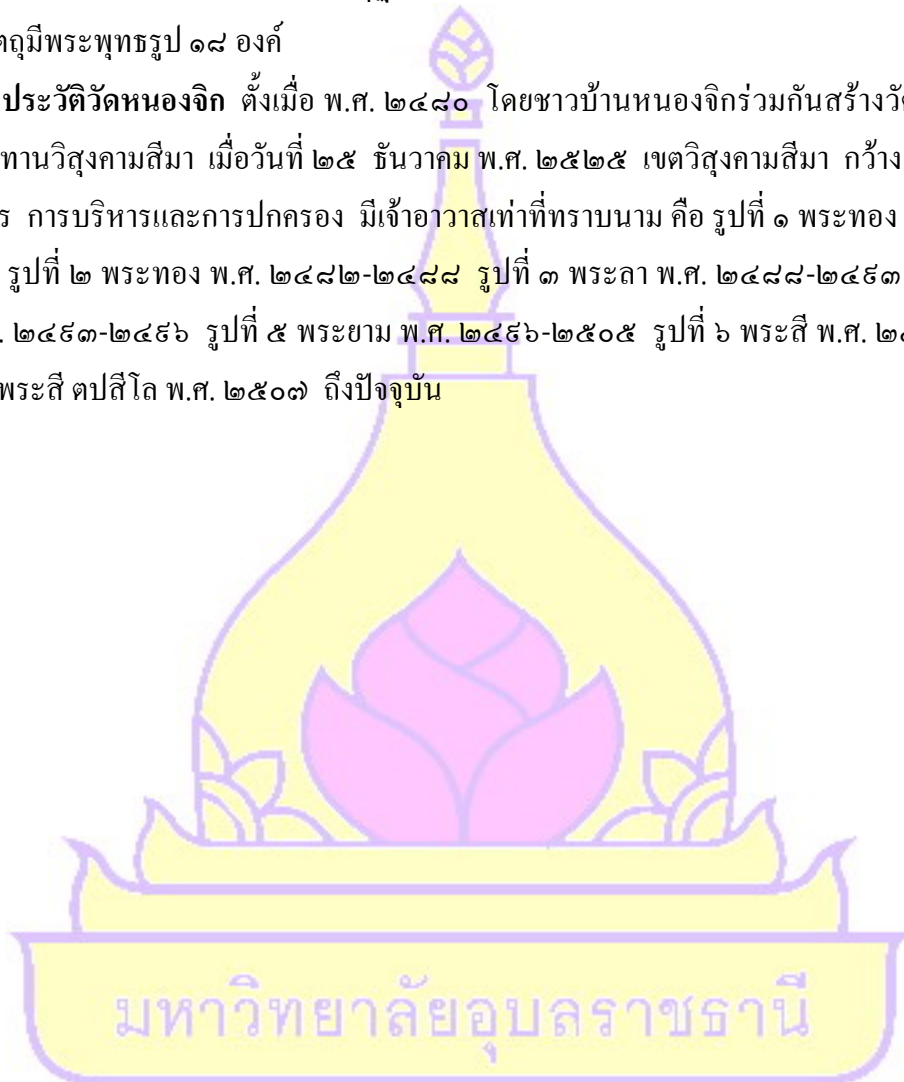 ตถุมีพระพุทธรูป ๑๘ องค์
ประวัติวัดหนองจิก ตั้งเมื่อ พ.ศ. ๒๔๘๐ โดยชาวบ้านหนองจิกร่วมกันสร้างวั
ทานวิสุงคามสีมา เมื่อวันที่ ๒๕ ธันวาคม พ.ศ. ๒๕๒๕ เขตวิสุงคามสีมา กว้าง
ร การบริหารและการปกครอง มีเจ้าอาวาสเท่าที่ทราบนาม คือ รูปที่ ๑ พระทอง
รูปที่ ๒ พระทอง พ.ศ. ๒๔๘๒-๒๔๘๘ รูปที่ ๓ พระลา พ.ศ. ๒๔๘๘-๒๔๙๓
. ๒๔๙๓-๒๔๙๖ รูปที่ ๕ พระยาม พ.ศ. ๒๔๙๖-๒๕๐๕ รูปที่ ๖ พระสี พ.ศ.
พระสี ตปสีโล พ.ศ. ๒๕๐๗ ถึงปัจจุบัน
มหาวิทยาลัยอุบลราชธานี